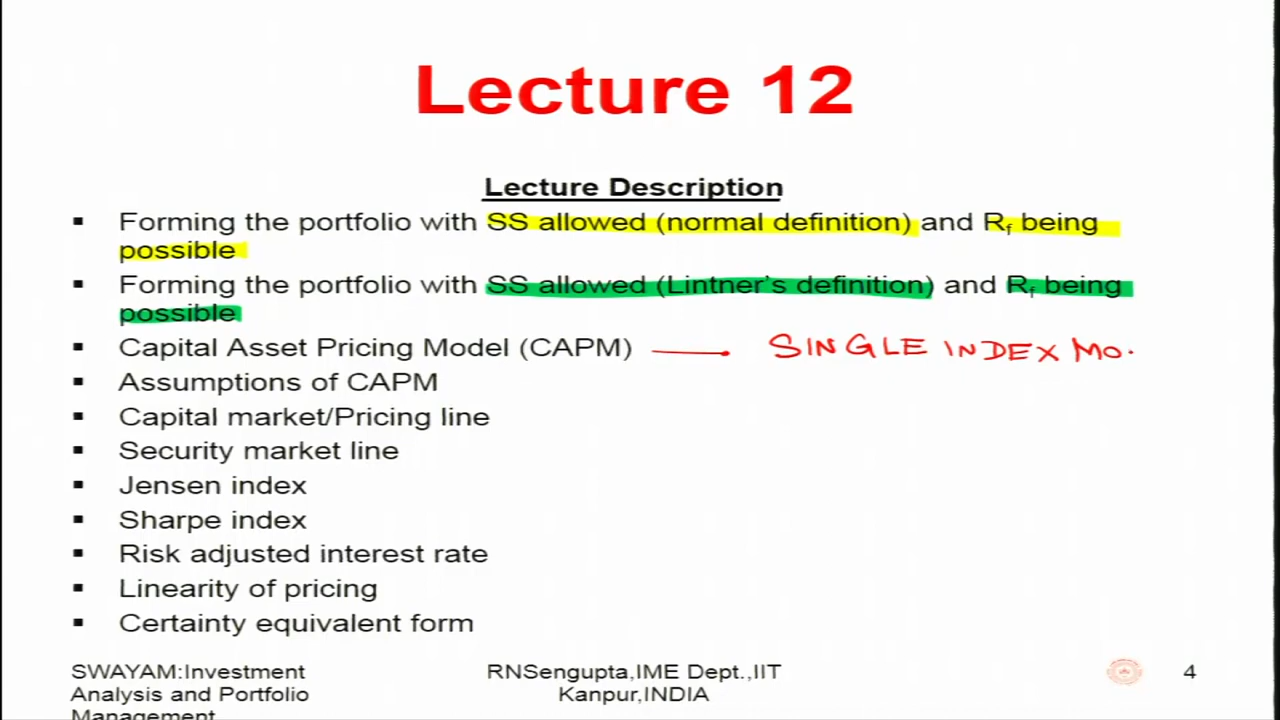 Lecture 12
Lecture Description
▪ Forming the portfolio with SS allowed (normal definition) and Rf being
possible
▪ Forming the portfolio with SS allowed (Lintner's definition) and Rf being
possible
▪ Capital Asset Pricing Model (CAPM) — SINGLE INDEX MO.
▪ Assumptions of CAPM
▪ Capital market/Pricing line
▪ Security market line
▪ Jensen index
▪ Sharpe index
▪ Risk adjusted interest rate
▪ Linearity of pricing
▪ Certainty equivalent form
SWAYAM:Investment
Analysis and Portfolio
Management
RNSengupta,IME Dept.,IIT
Kanpur,INDIA
4